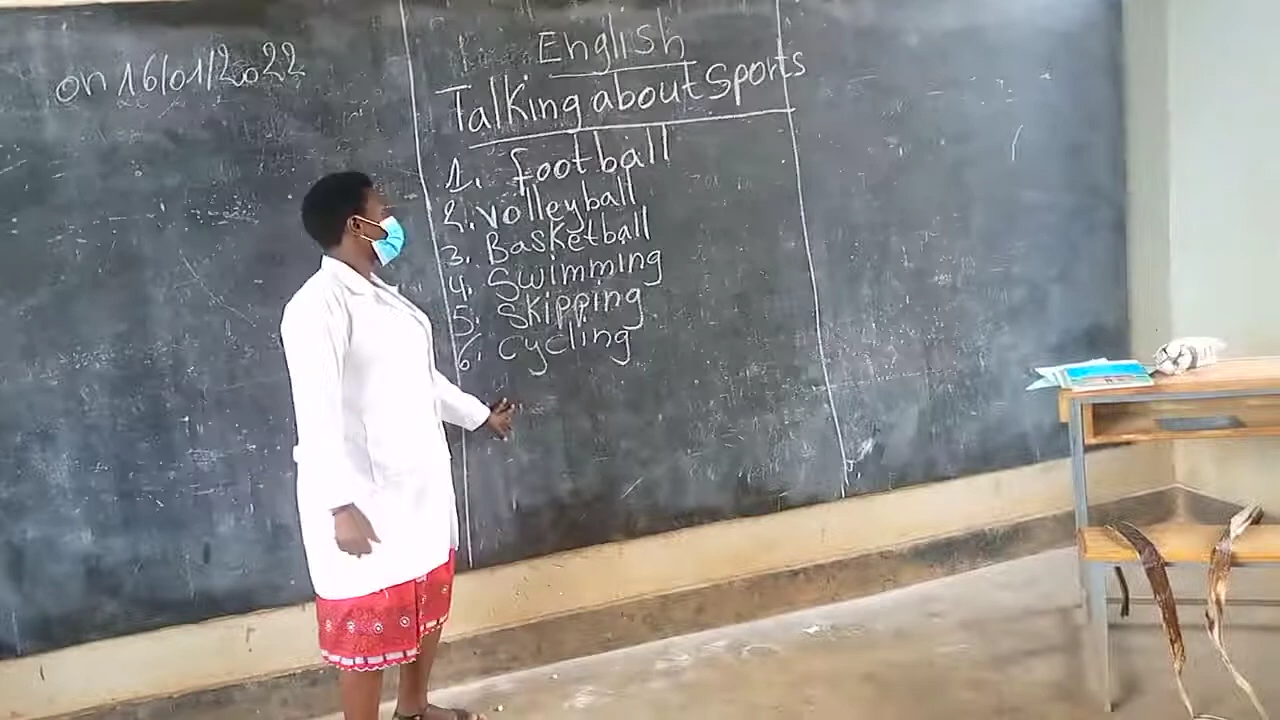 on 16/01/2022
English
Talking about sports
1. football
2. volleyball
3. Basketball
4. Swimming
5. Skipping
6. cycling